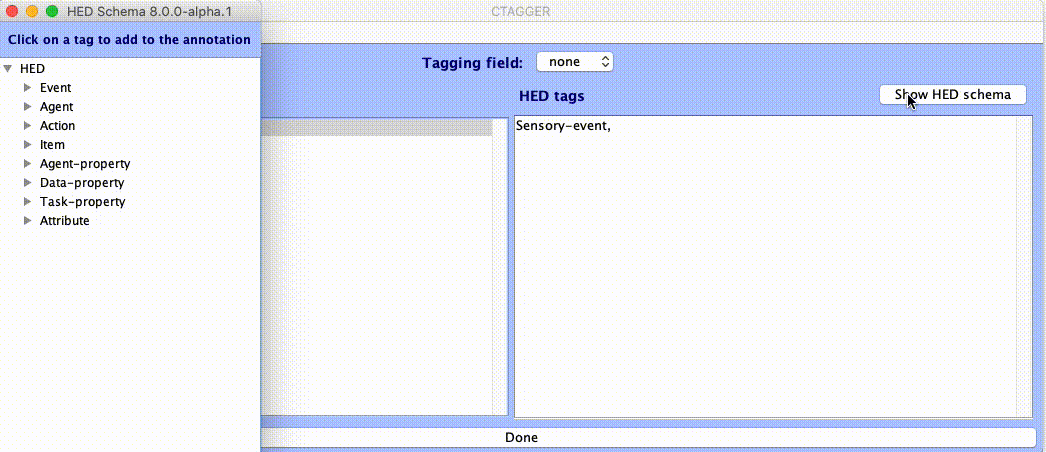 HED Schema 8.0.0-alpha.1
CTAGGER
Click on a tag to add to the annotation
HED
Event
Agent
Action
Item
Agent-property
Data-property
Task-property
Attribute
Tagging field:
none
HED tags
Show HED schema
Sensory-event,
Done